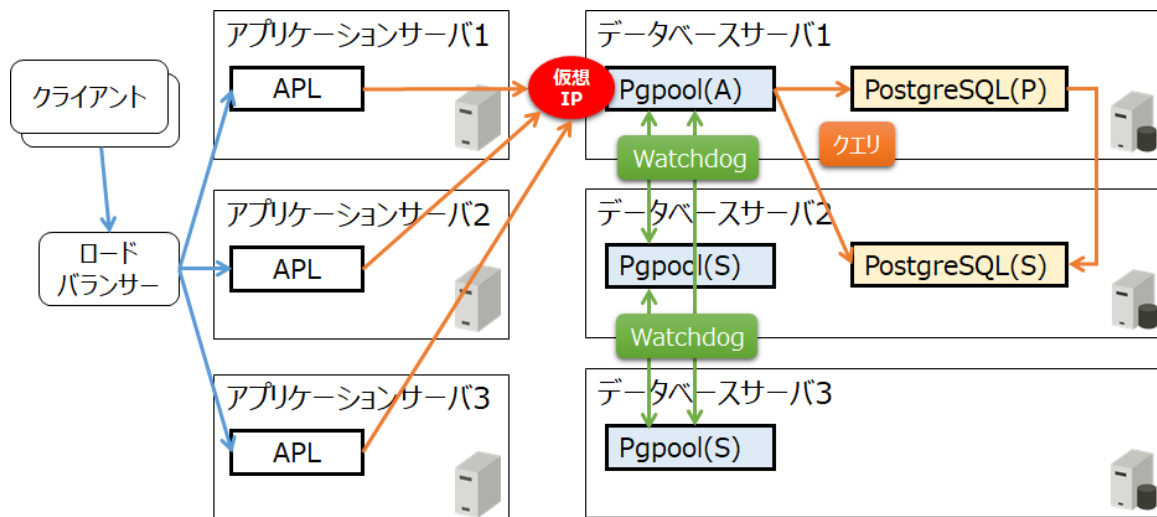 クライアント
ロード
バランサー
アプリケーションサーバ1
APL
アプリケーションサーバ2
APL
アプリケーションサーバ3
APL
仮想
IP
データベースサーバ1
Pgpool(A)
PostgreSQL(P)
Watchdog
クエリ
データベースサーバ2
Pgpool(S)
PostgreSQL(S)
Watchdog
データベースサーバ3
Pgpool(S)